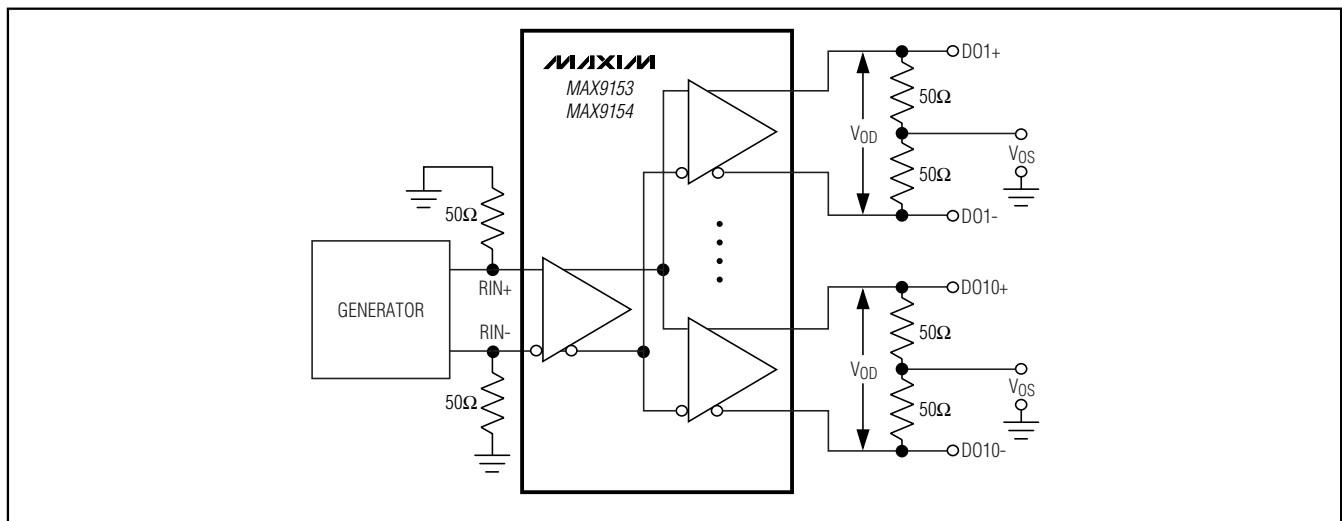 MAXIM
MAX9153
MAX9154
50Ω
GENERATOR
RIN+
RIN-
50Ω
DO1+
50Ω
VOD
VOS
50Ω
DO1-
DO10+
50Ω
VOD
VOS
50Ω
DO10-